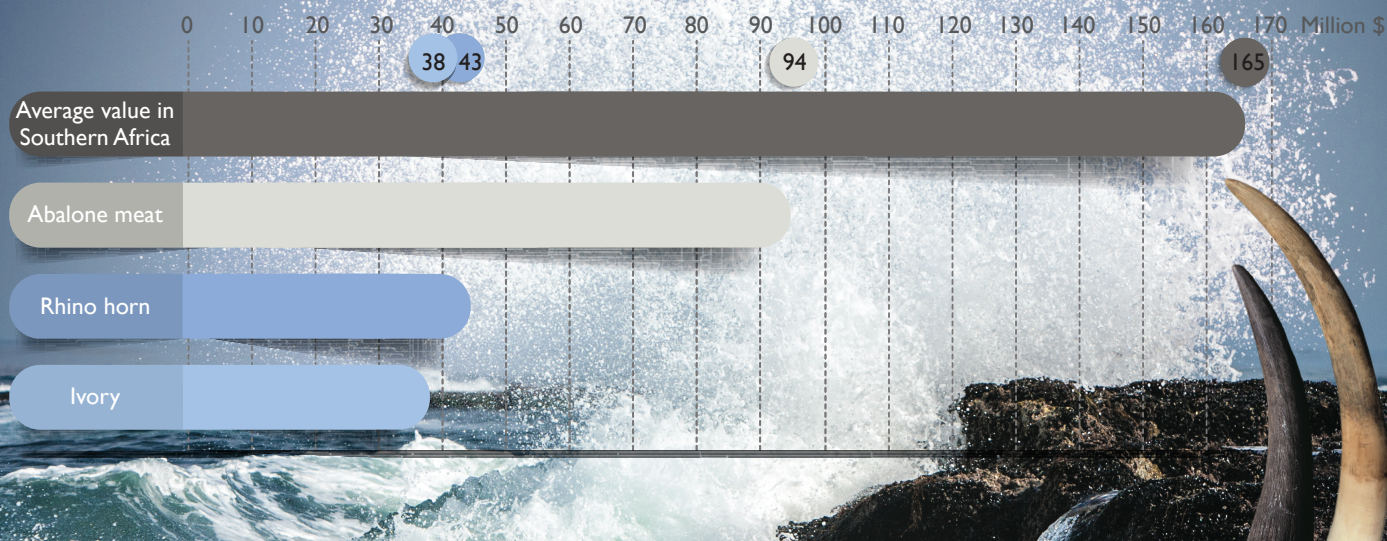 0 10 20 30 40 50 60 70 80 90 100 110 120 130 140 150 160 170 Million $
38 43 94 165
Average value in
Southern Africa
Abalone meat
Rhino horn
Ivory